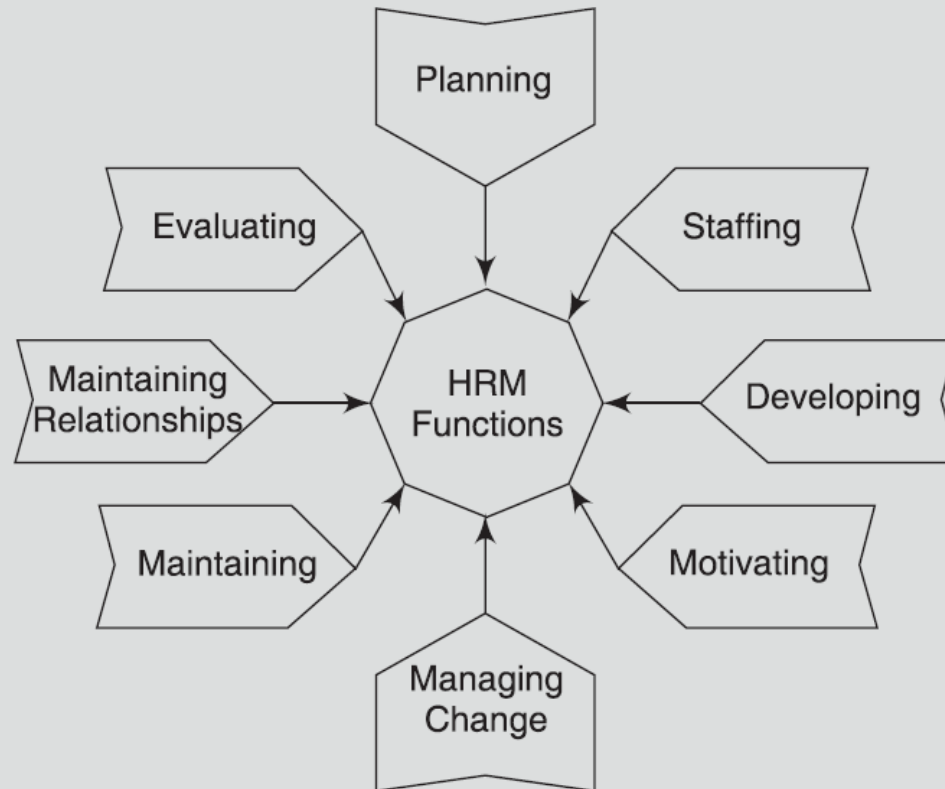 Planning
Evaluating
Staffing
Maintaining
Relationships
HRM
Functions
Developing
Maintaining
Motivating
Managing
Change